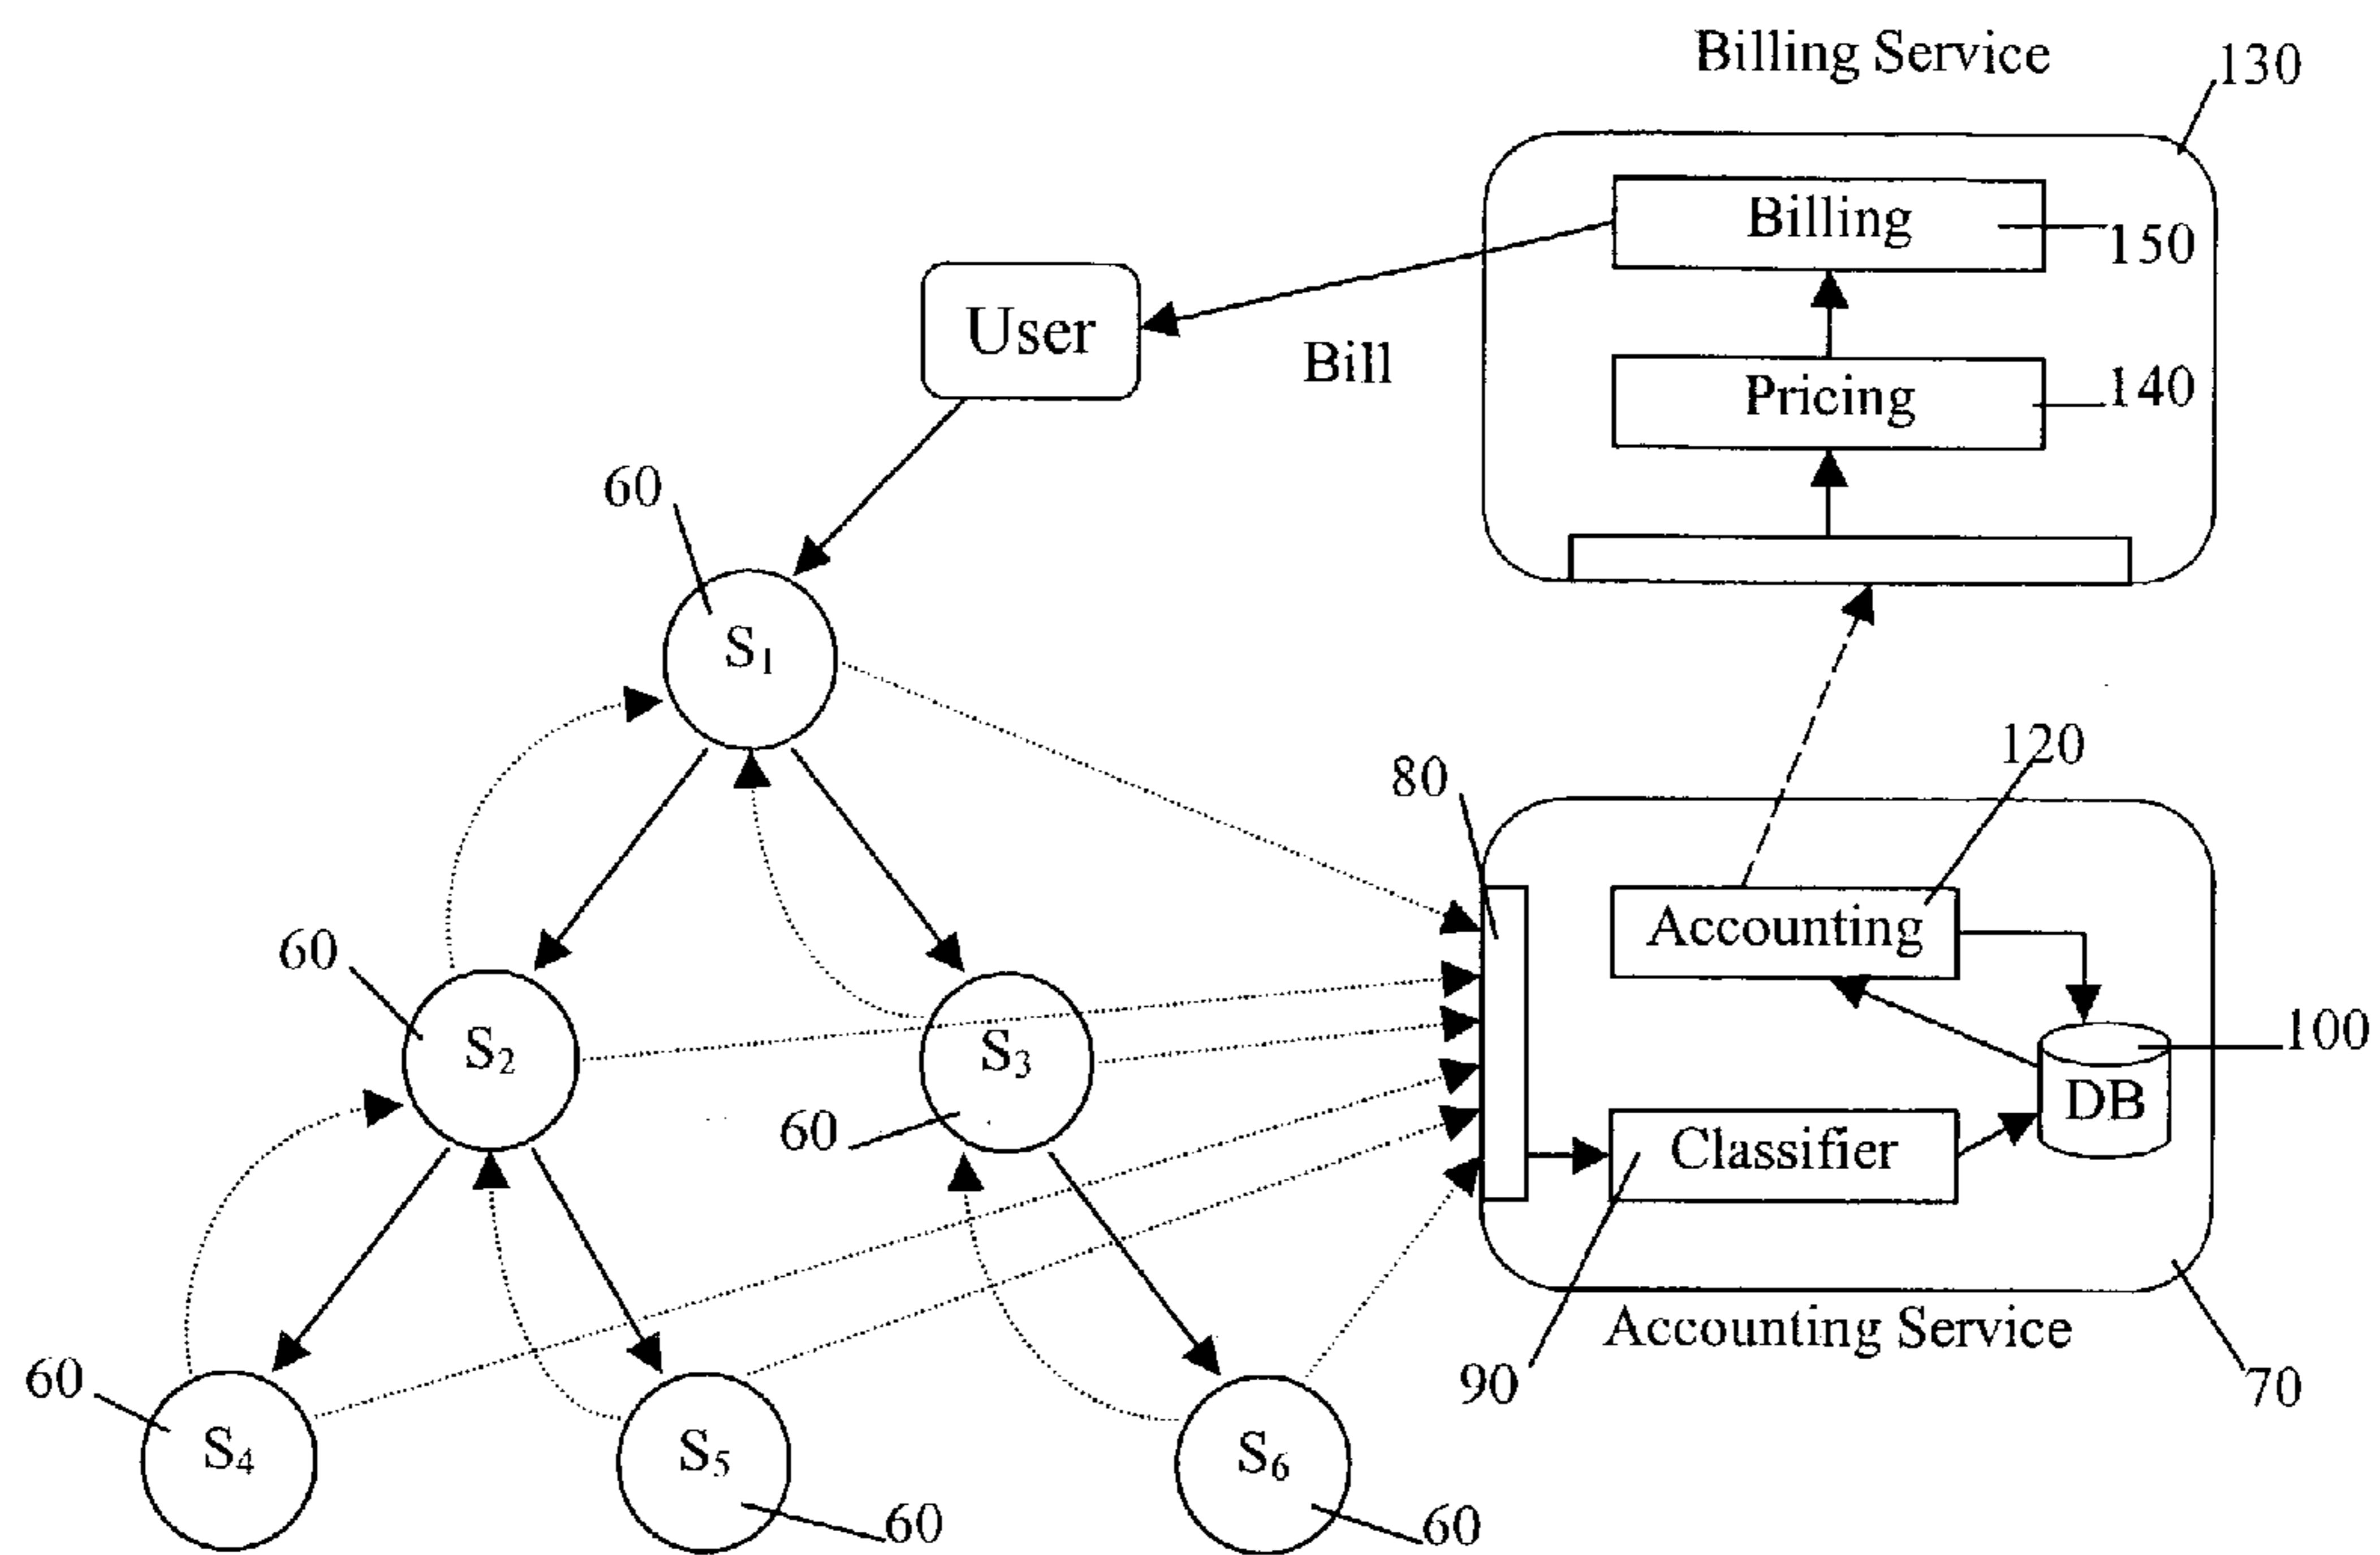 Billing Service
130
Billing
150
User
Bill
Pricing
140
60
S1
120
80
Accounting
60
S2
S3
60
100
DB
Classifier
Accounting Service
90
70
60
S4
S5
60
S6
60